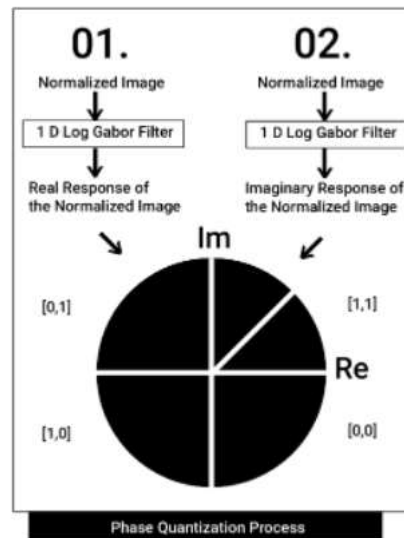 01.
02.
Normalized Image
Normalized Image
1 D Log Gabor Filter
1 D Log Gabor Filter
Real Response of
the Normalized Image
Imaginary Response of
the Normalized Image
Im
[0,1]
[1,1]
Re
[1,0]
[0,0]
Phase Quantization Process